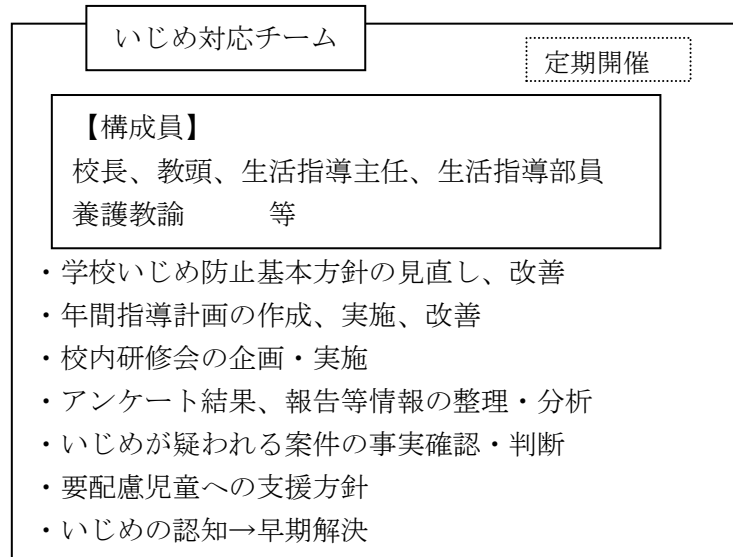 いじめ対応チーム
定期開催
【構成員】
校長、教頭、生活指導主任、生活指導部員
養護教諭　　　等
・学校いじめ防止基本方針の見直し、改善
・年間指導計画の作成、実施、改善
・校内研修会の企画・実施
・アンケート結果、報告等情報の整理・分析
・いじめが疑われる案件の事実確認・判断
・要配慮児童への支援方針
・いじめの認知→早期解決